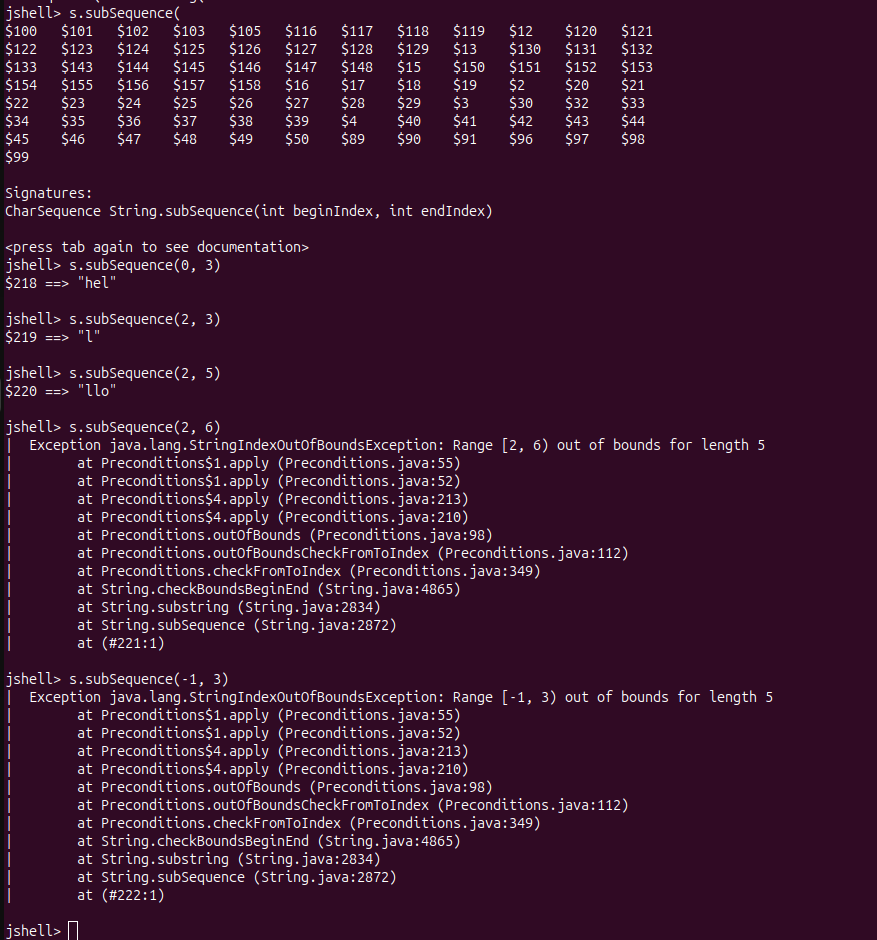 jshell> s.subSequence(
$100 $101 $102 $103 $105 $116 $117 $118 $119 $12 $120 $121
$122 $123 $124 $125 $126 $127 $128 $129 $13 $130 $131 $132
$133 $143 $144 $145 $146 $147 $148 $15 $150 $151 $152 $153
$154 $155 $156 $157 $158 $16 $17 $18 $19 $2 $20 $21
$22 $23 $24 $25 $26 $27 $28 $29 $3 $30 $32 $33
$34 $35 $36 $37 $38 $39 $4 $40 $41 $42 $43 $44
$45 $46 $47 $48 $49 $50 $89 $90 $91 $96 $97 $98
$99
Signatures:
CharSequence String.subSequence(int beginIndex, int endIndex)
<press tab again to see documentation>
jshell> s.subSequence(0, 3)
$218 ==> "hel"
jshell> s.subSequence(2, 3)
$219 ==> "l"
jshell> s.subSequence(2, 5)
$220 ==> "llo"
jshell> s.subSequence(2, 6)
| Exception java.lang.StringIndexOutOfBoundsException: Range [2, 6) out of bounds for length 5
| at Preconditions$1.apply (Preconditions.java:55)
| at Preconditions$1.apply (Preconditions.java:52)
| at Preconditions$4.apply (Preconditions.java:213)
| at Preconditions$4.apply (Preconditions.java:210)
| at Preconditions.outOfBounds (Preconditions.java:98)
| at Preconditions.outOfBoundsCheckFromToIndex (Preconditions.java:112)
| at Preconditions.checkFromToIndex (Preconditions.java:349)
| at String.checkBoundsBeginEnd (String.java:4865)
| at String.substring (String.java:2834)
| at String.subSequence (String.java:2872)
| at (#221:1)
jshell> s.subSequence(-1, 3)
| Exception java.lang.StringIndexOutOfBoundsException: Range [-1, 3) out of bounds for length 5
| at Preconditions$1.apply (Preconditions.java:55)
| at Preconditions$1.apply (Preconditions.java:52)
| at Preconditions$4.apply (Preconditions.java:213)
| at Preconditions$4.apply (Preconditions.java:210)
| at Preconditions.outOfBounds (Preconditions.java:98)
| at Preconditions.outOfBoundsCheckFromToIndex (Preconditions.java:112)
| at Preconditions.checkFromToIndex (Preconditions.java:349)
| at String.checkBoundsBeginEnd (String.java:4865)
| at String.substring (String.java:2834)
| at String.subSequence (String.java:2872)
| at (#222:1)
jshell>